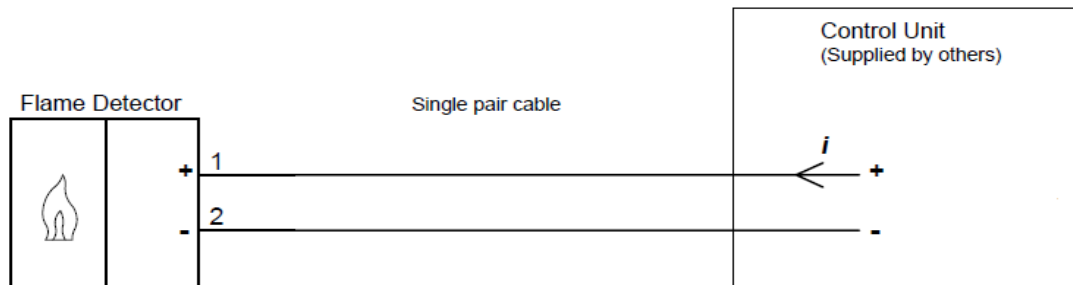 Control Unit
(Supplied by others)
Flame Detector
Single pair cable
i
+ 1 +
2
- -